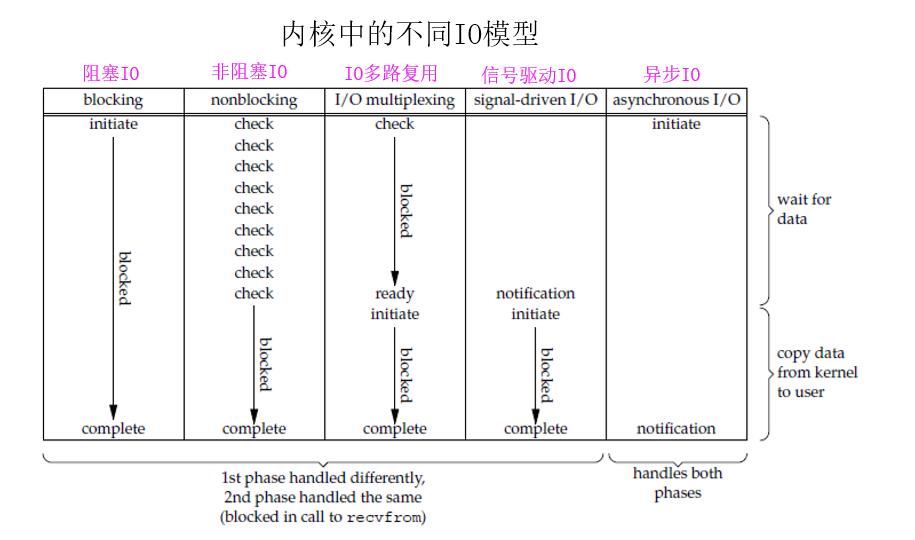 内核中的不同IO模型
阻塞IO 非阻塞IO IO多路复用 信号驱动IO 异步IO
blocking nonblocking I/O multiplexing signal-driven I/O asynchronous I/O
initiate check check initiate
check
check
check
check
check
check
check
check ready notification
initiate initiate
blocked
blocked
blocked
blocked
blocked
complete complete complete complete notification
wait for
data
copy data
from kernel
to user
1st phase handled differently,
2nd phase handled the same
(blocked in call to recvfrom)
handles both
phases